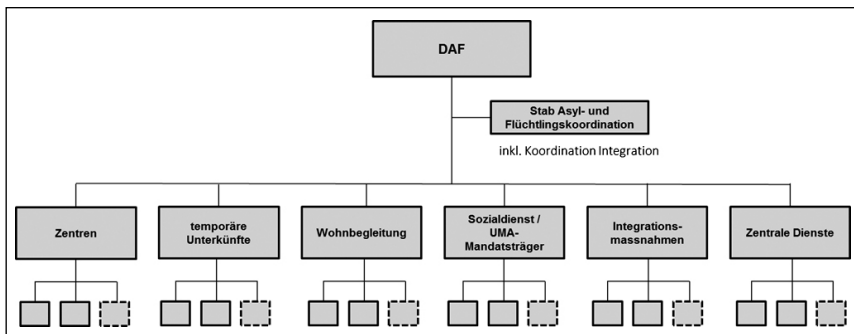 DAF
Stab Asyl- und
Flüchtlingskoordination
inkl. Koordination Integration
Zentren
temporäre
Unterkünfte
Wohnbegleitung
Sozialdienst /
UMA-
Mandatsträger
Integrations-
massnahmen
Zentrale Dienste